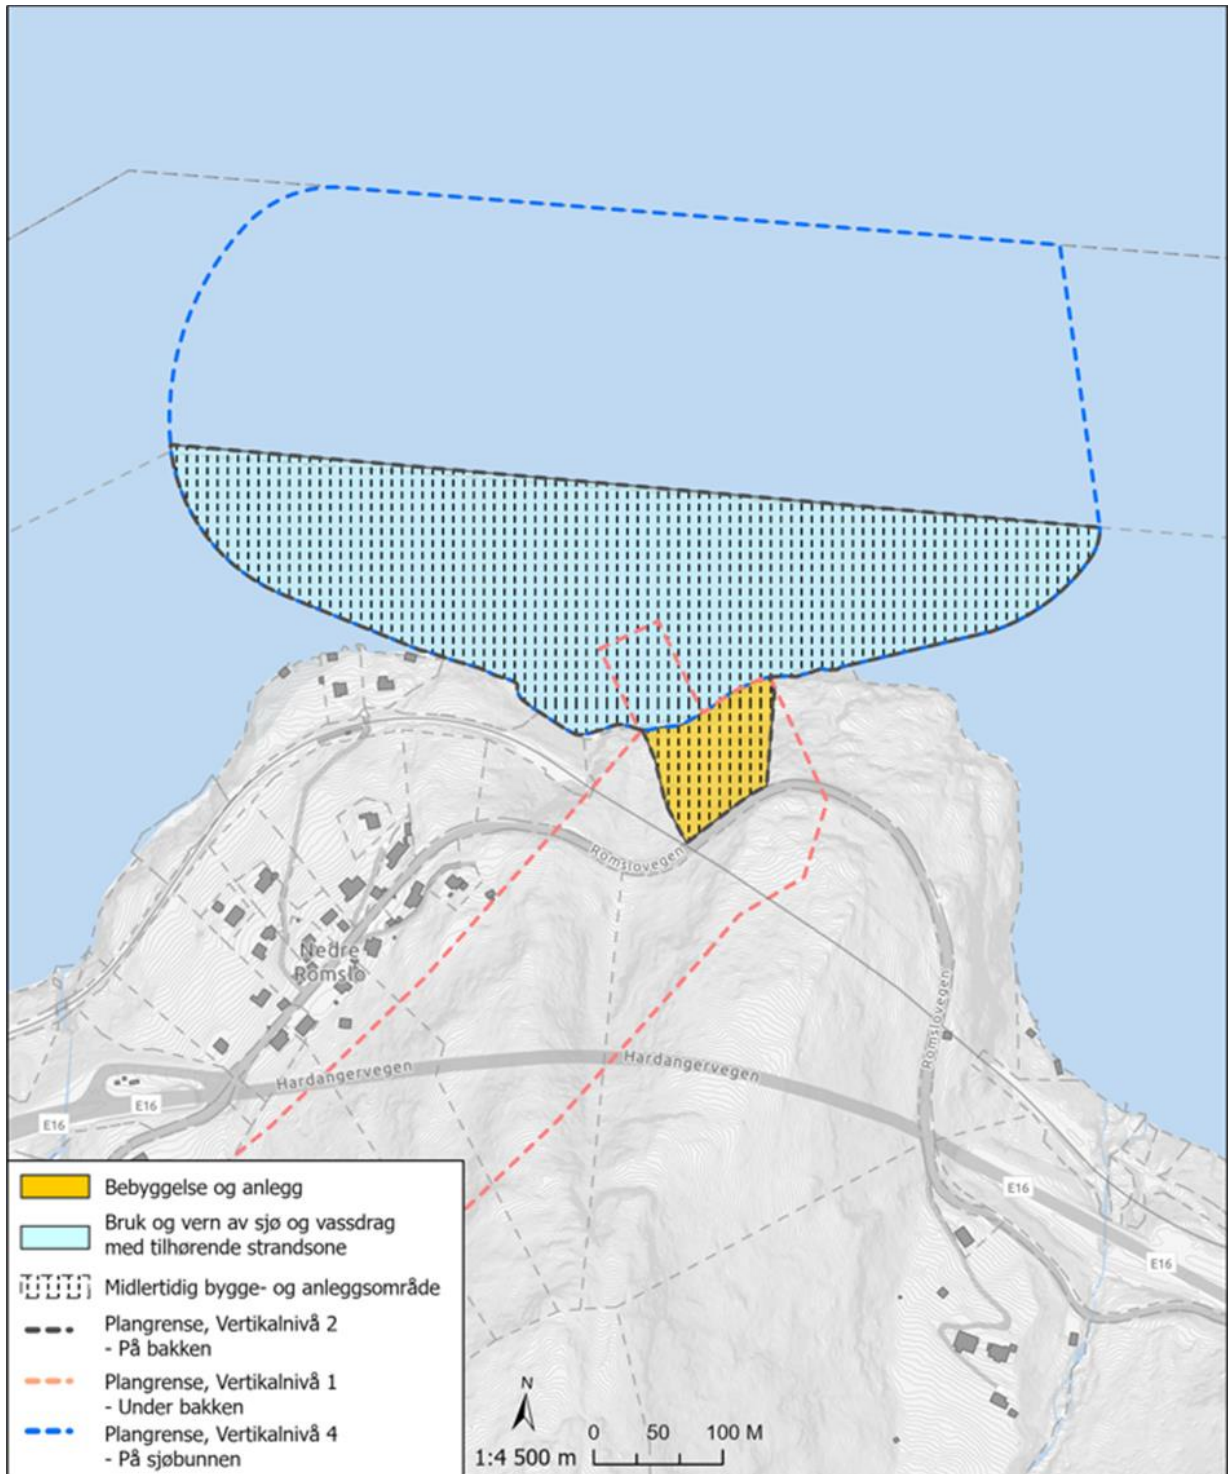 Romslovegen
Nedre
Romslo
Romslovegen
Hardangervegen
Hardangervegen
E16
E16
E16
E16
Bebyggelse og anlegg
Bruk og vern av sjø og vassdrag
med tilhørende strandsone
Midlertidig bygge- og anleggsområde
Plangrense, Vertikalnivå 2
- På bakken
Plangrense, Vertikalnivå 1
- Under bakken
Plangrense, Vertikalnivå 4
- På sjøbunnen
N
0 50 100 M
1:4 500 m